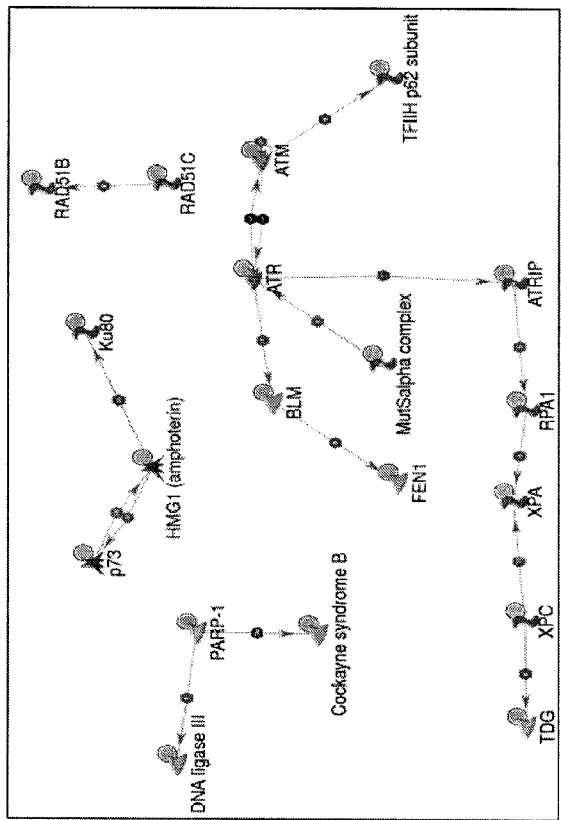 RAD51B
Ku80
p73
HMG1 (amphoterin)
RAD51C
DNA ligase III
PARP-1
ATR
ATM
BLM
Cockayne syndrome B
MutSalpha complex
TFIIH p62 subunit
FEN1
TDG
XPC
XPA
RPA1
ATRIP